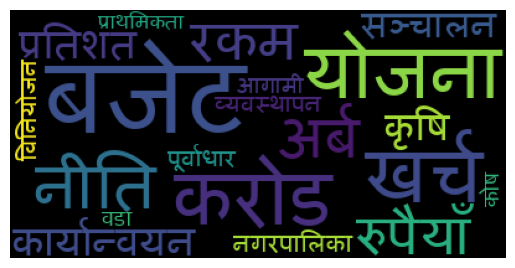 प्राथमिकता
सञ्चालन
प्रतिशत
रकम
बजेट
योजना
आगामी
व्यवस्थापन
विनियोजन
अर्ब
कृषि
पूर्वाधार
नीति
करोड
खर्च
कोष
वडा
रुपैयाँ
कार्यान्वयन
नगरपालिका